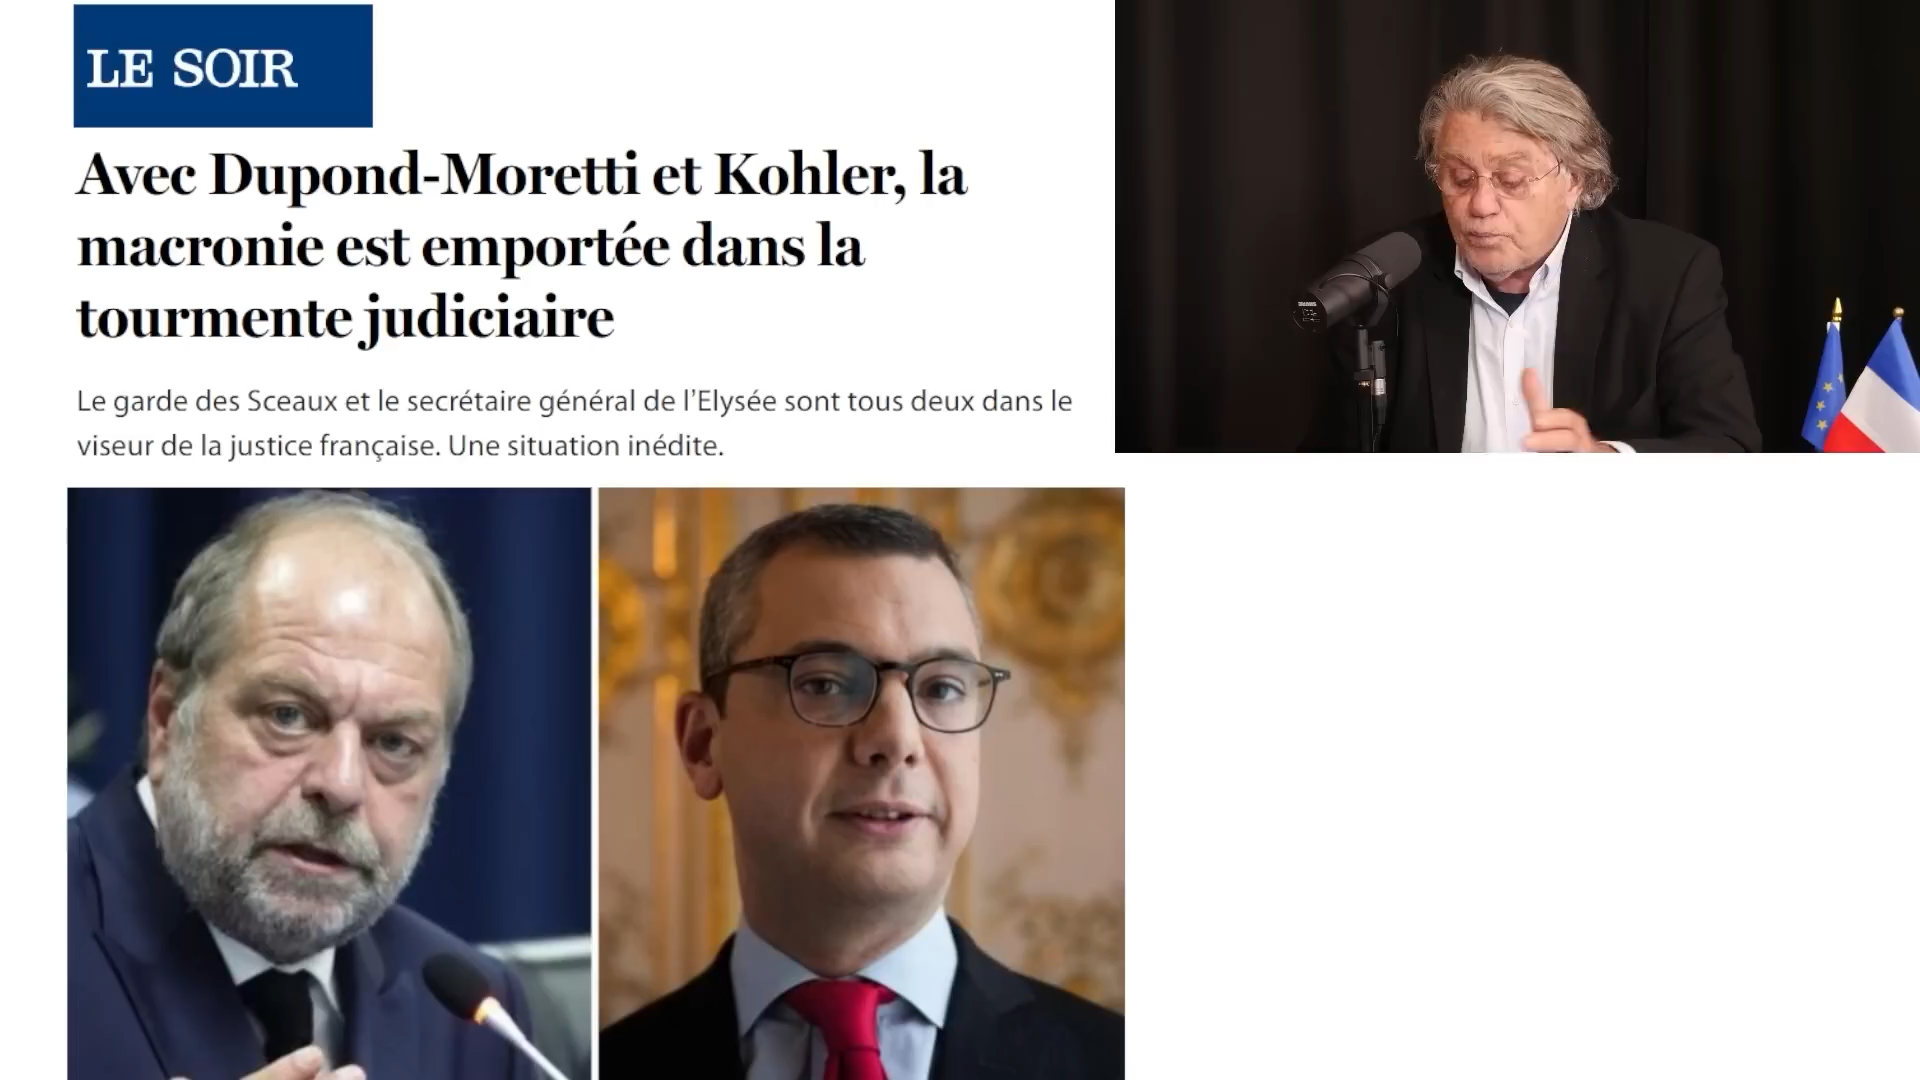 LE SOIR
Avec Dupond-Moretti et Kohler, la
macronie est emportée dans la
tourmente judiciaire
Le garde des Sceaux et le secrétaire général de l’Elysée sont tous deux dans le
viseur de la justice française. Une situation inédite.